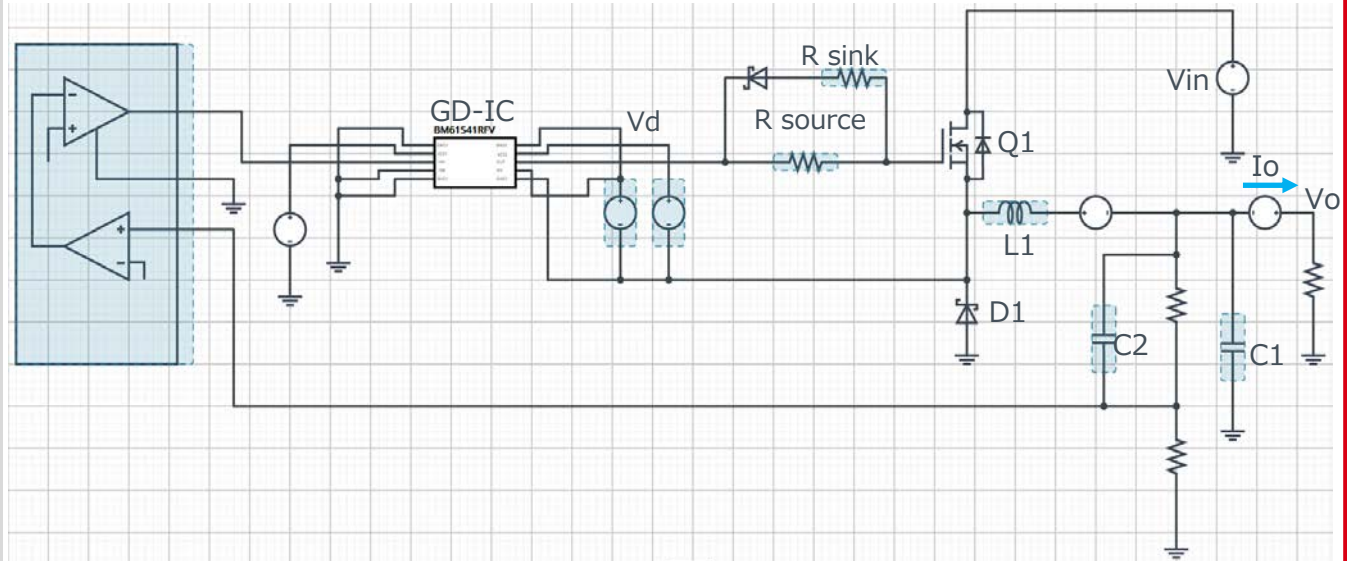 R sink
Vin
GD-IC
BM61S41RFV
Vd
R source
Q1
Io
Vo
L1
D1
C2
C1